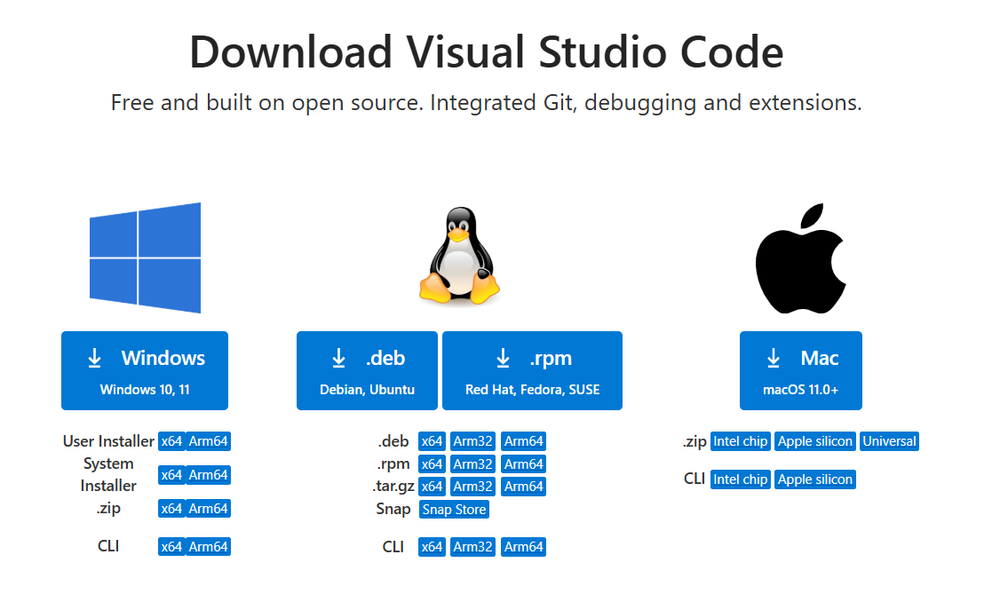 Download Visual Studio Code
Free and built on open source. Integrated Git, debugging and extensions.
Windows
Windows 10, 11
User Installer x64 Arm64
System
Installer x64 Arm64
.zip x64 Arm64
CLI x64 Arm64
.deb
Debian, Ubuntu
.rpm
Red Hat, Fedora, SUSE
.deb x64 Arm32 Arm64
.rpm x64 Arm32 Arm64
.tar.gz x64 Arm32 Arm64
Snap Snap Store
CLI x64 Arm32 Arm64
Mac
macOS 11.0+
.zip Intel chip Apple silicon Universal
CLI Intel chip Apple silicon